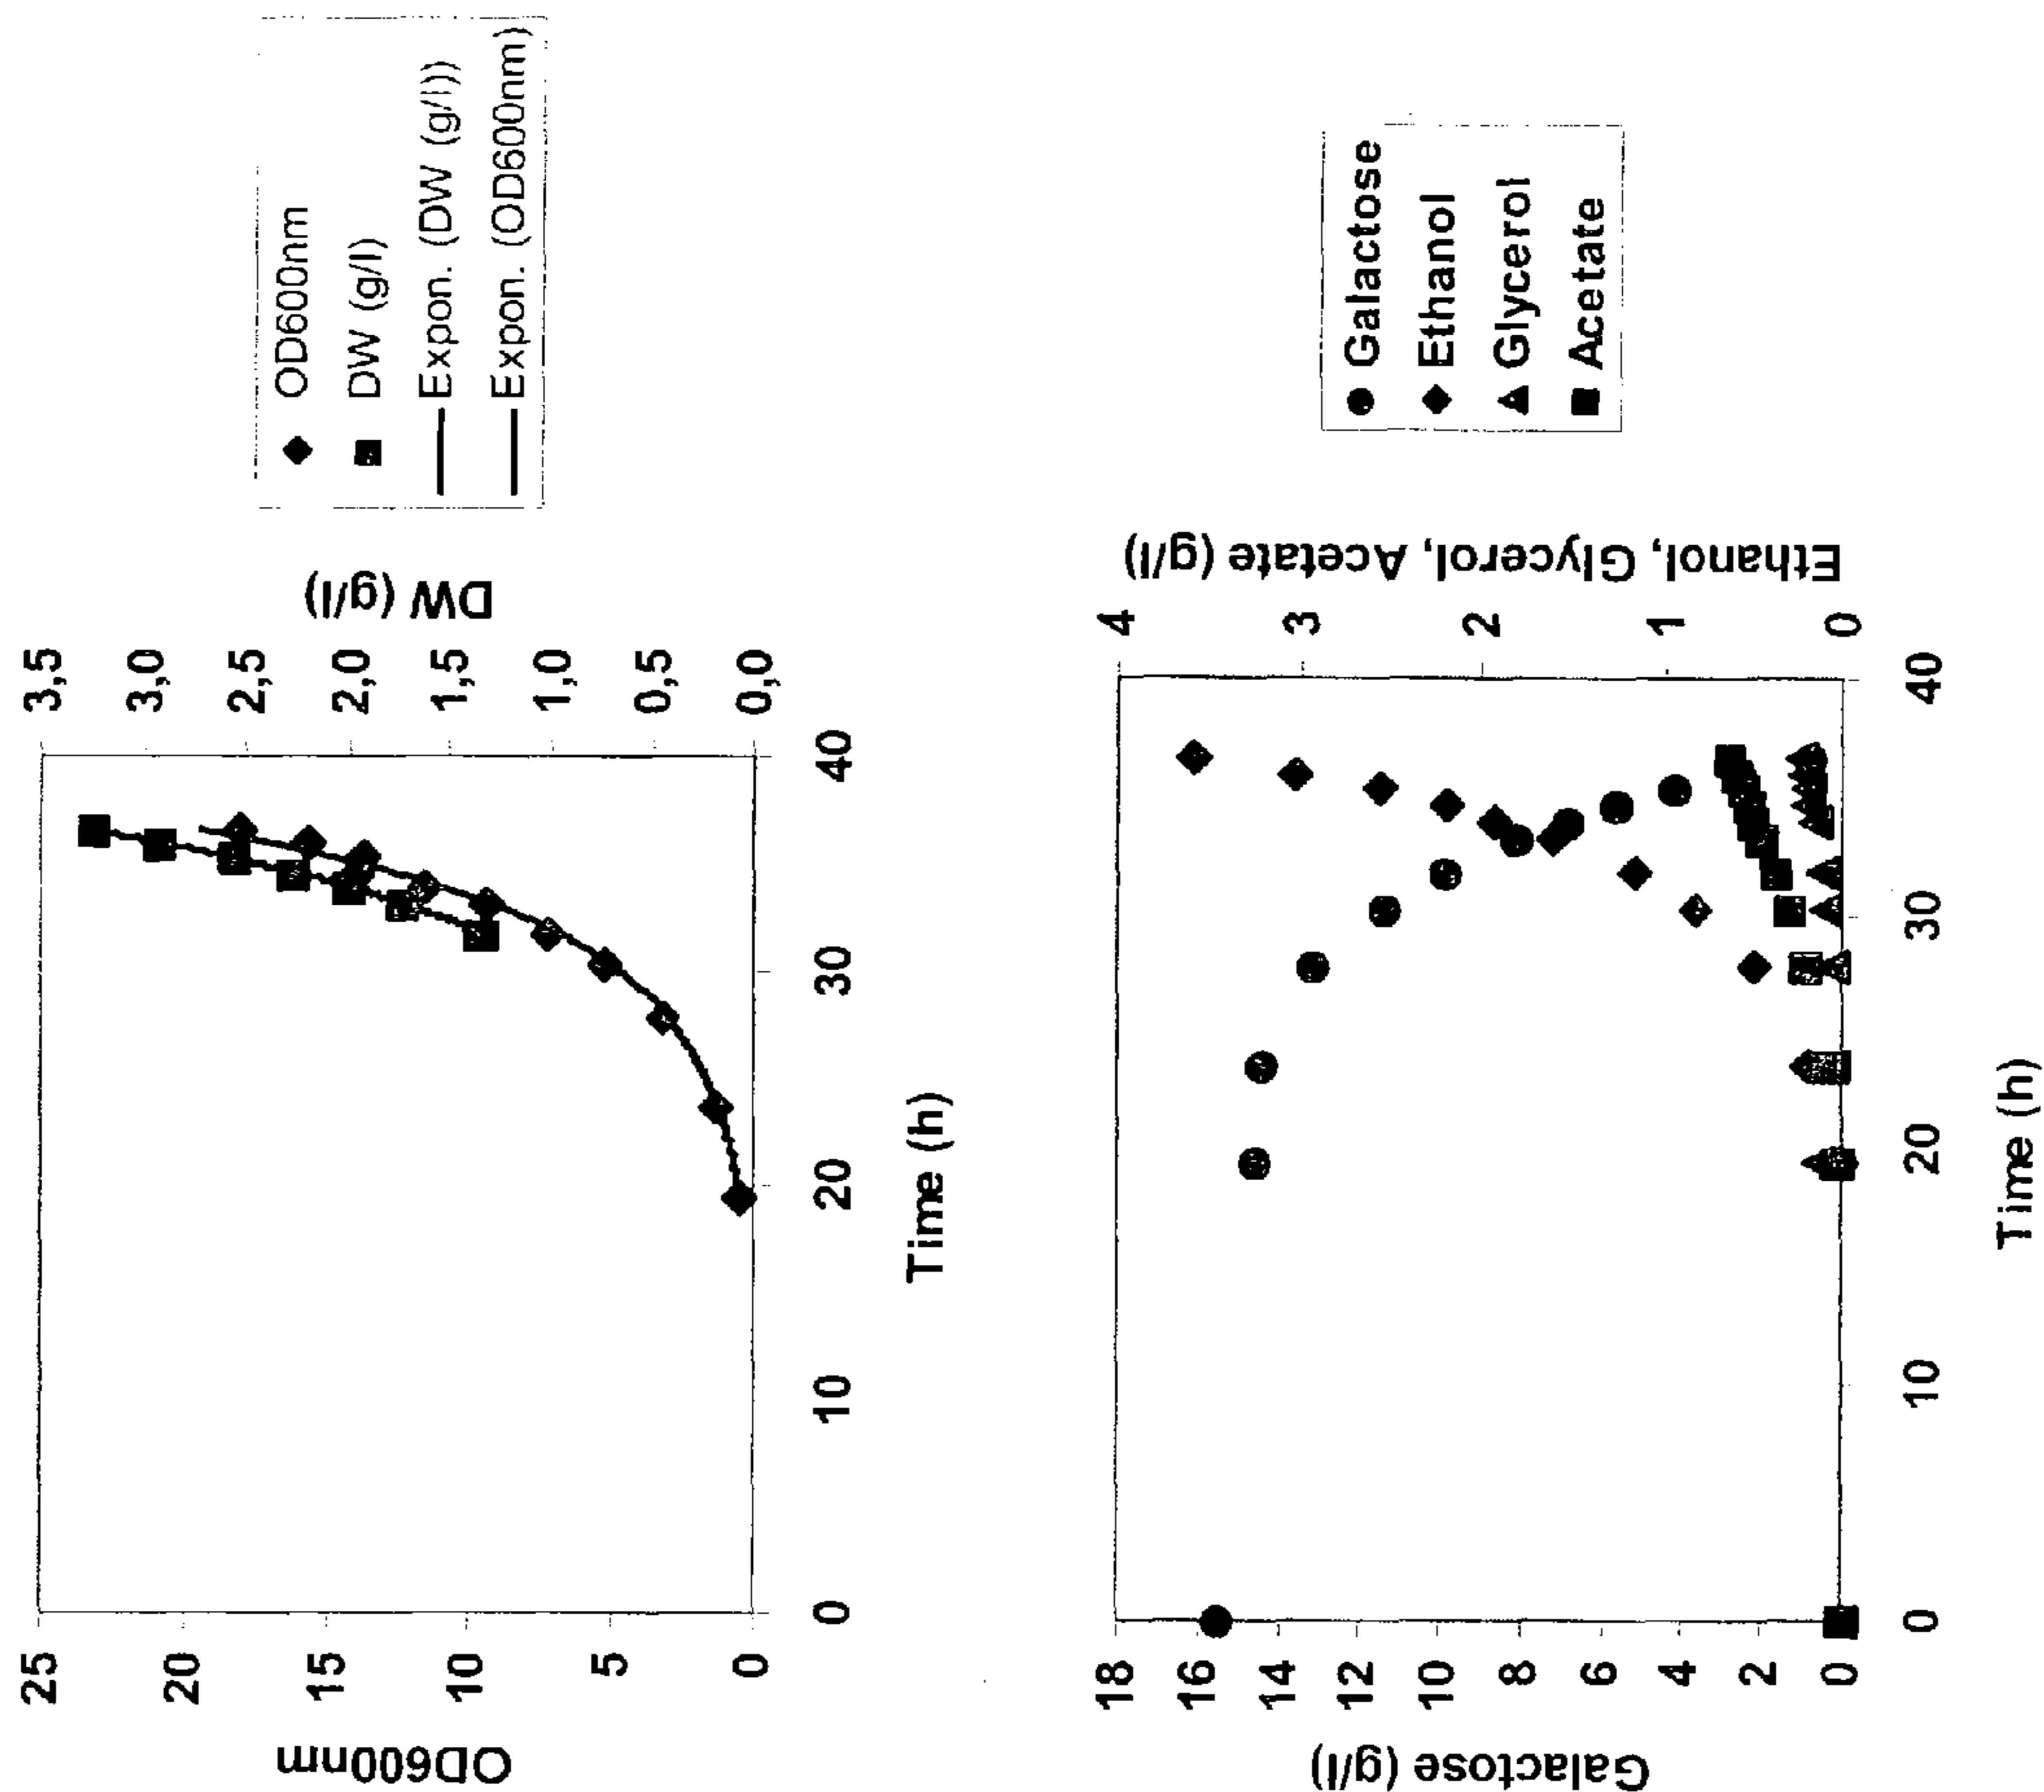 OD600nm
25
20
15
10
5
0
0
10
20
30
40
Time (h)
3,5
3,0
2,5
2,0
1,5
1,0
0,5
0,0
DW (g/l)
OD600nm
DW (g/l)
Expon. (DW (g/l))
Expon. (OD600nm)
Galactose (g/l)
18
16
14
12
10
8
6
4
2
0
0
10
20
30
40
Time (h)
4
3
2
1
0
Ethanol, Glycerol, Acetate (g/l)
Galactose
Ethanol
Glycerol
Acetate